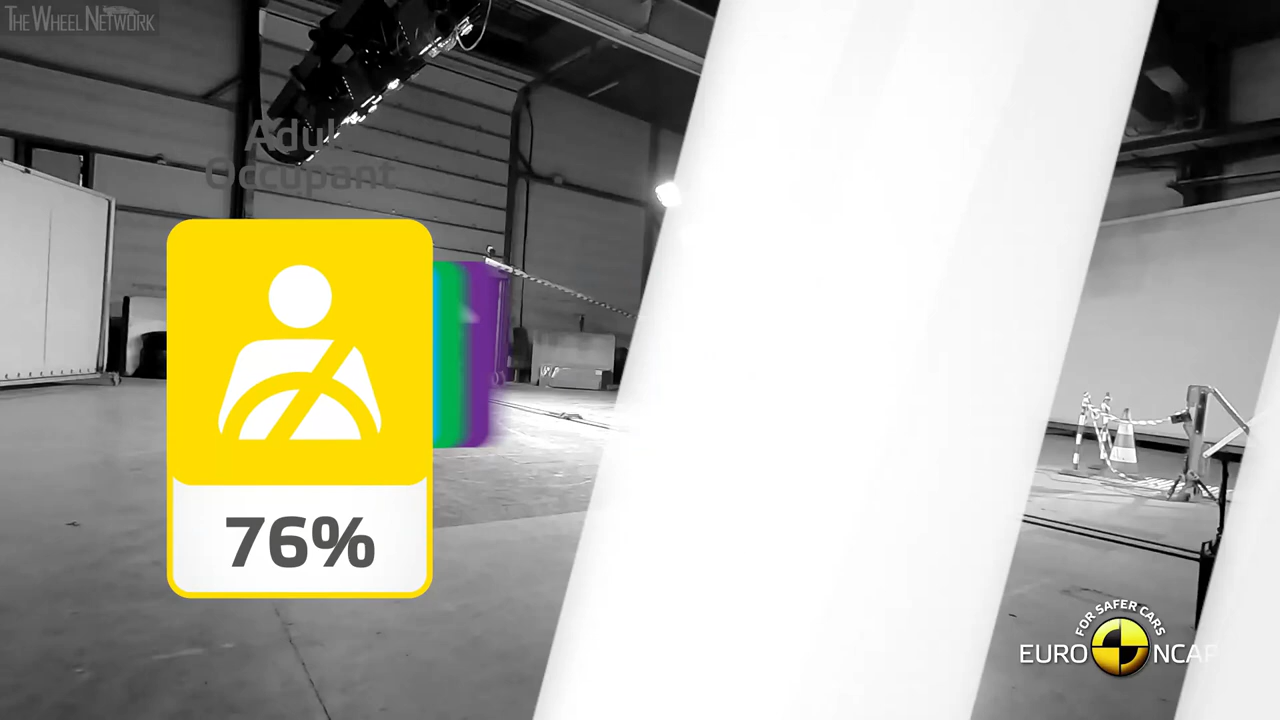 THE WHEEL NETWORK
Adult
Occupant
76%
FOR SAFER CARS
EURO NCAP